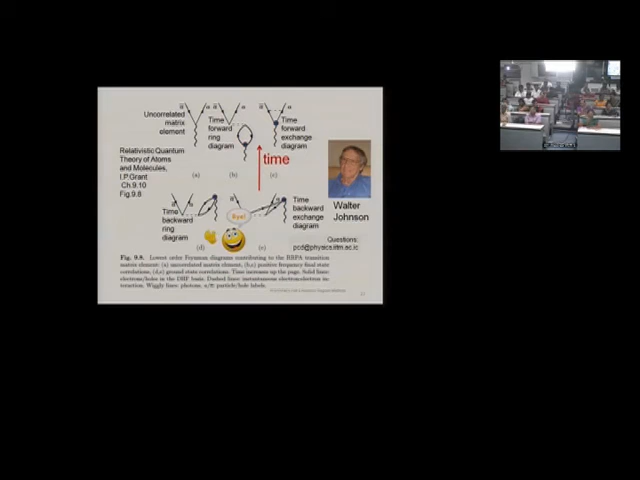 Uncorrelated
matrix
element
Time
forward
ring
diagram
Time
forward
exchange
diagram
time
Relativistic Quantum
Theory of Atoms
and Molecules,
I.P.Grant
Ch.9.10
Fig.9.8
(a)
(b)
(c)
Walter
Johnson
Time
backward
ring
diagram
Bye!
Time
backward
exchange
diagram
(d)
(e)
Questions:
pcd@physics.iitm.ac.in
Lowest order Feynman diagrams contributing to the RRPA transition
matrix element: (a) uncorrelated matrix element, (b,c) positive frequency final state
correlations, (d,e) ground state correlations. Time increases up the page. Solid lines:
electrons/holes in the DHF basis. Dashed lines: instantaneous electron-electron in-
teraction. Wiggly lines: photons.
particle/hole labels.